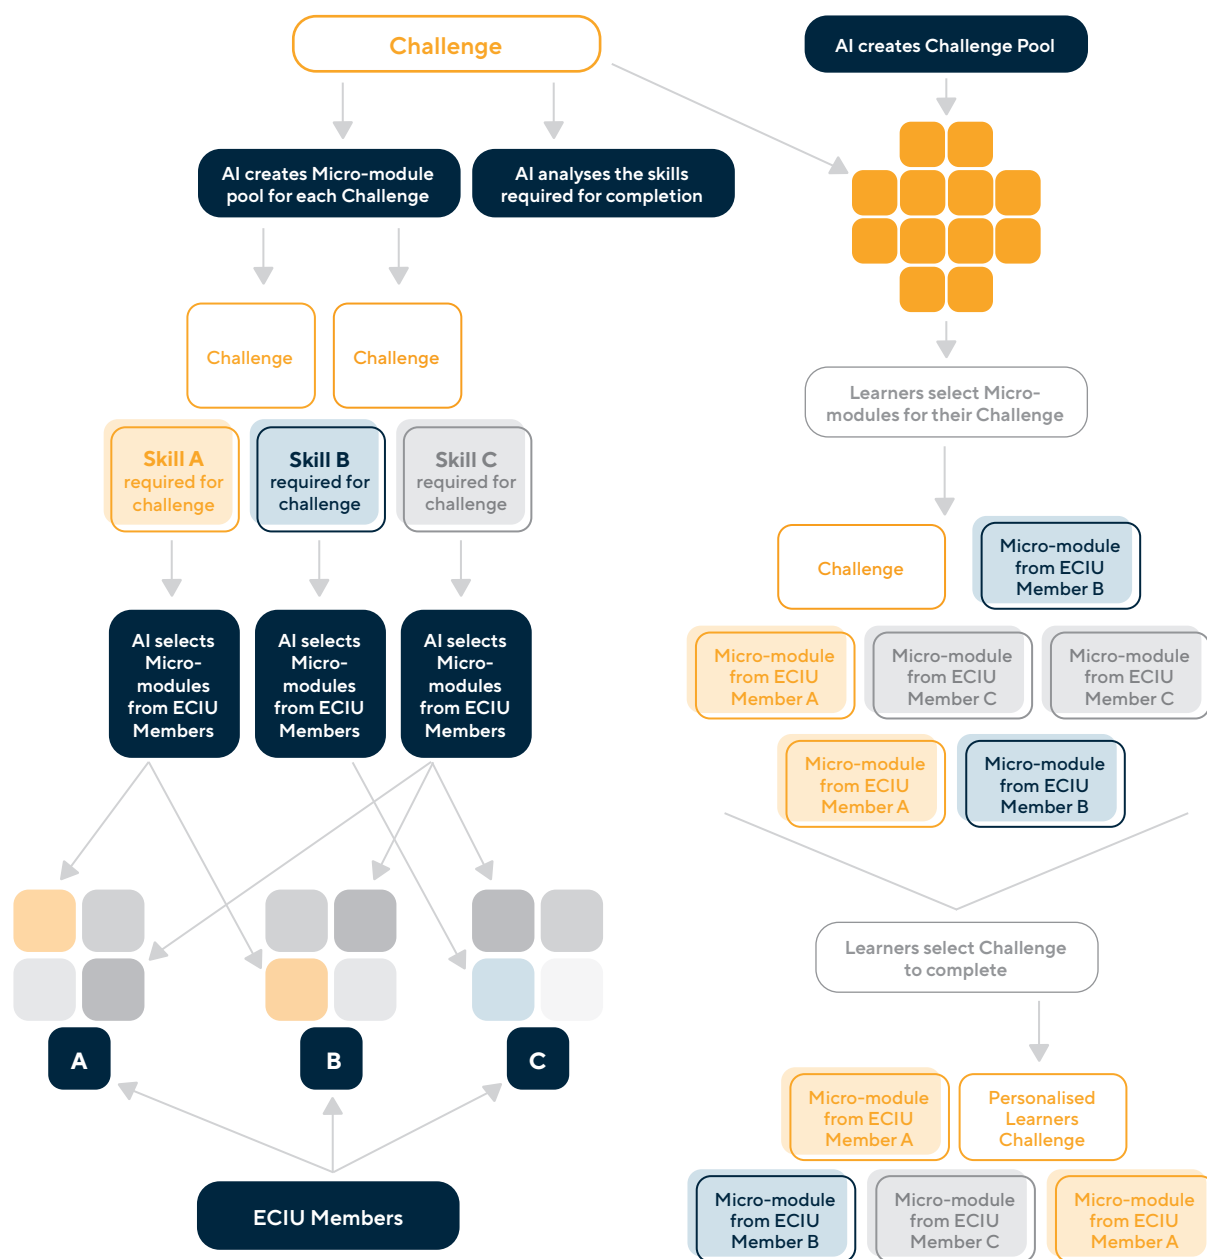 Challenge
AI creates Challenge Pool
AI creates Micro-module
pool for each Challenge
AI analyses the skills
required for completion
Challenge
Challenge
Skill A
required for
challenge
Skill B
required for
challenge
Skill C
required for
challenge
AI selects
Micro-
modules
from ECIU
Members
AI selects
Micro-
modules
from ECIU
Members
AI selects
Micro-
modules
from ECIU
Members
A
B
C
ECIU Members
Learners select Micro-
modules for their Challenge
Challenge
Micro-module
from ECIU
Member B
Micro-module
from ECIU
Member A
Micro-module
from ECIU
Member C
Micro-module
from ECIU
Member C
Micro-module
from ECIU
Member A
Micro-module
from ECIU
Member B
Learners select Challenge
to complete
Micro-module
from ECIU
Member A
Personalised
Learners
Challenge
Micro-module
from ECIU
Member B
Micro-module
from ECIU
Member C
Micro-module
from ECIU
Member A